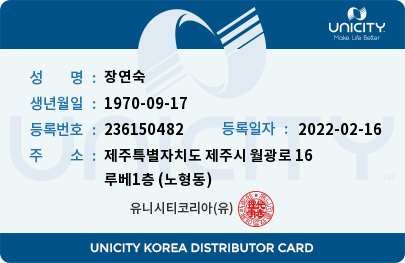 UNICITY
Make Life Better
성 명 : 장연숙
생년월일 : 1970-09-17
등록번호 : 236150482 등록일자 : 2022-02-16
주 소 : 제주특별자치도 제주시 월광로 16
루베1층 (노형동)
UNICITY
TM
유니시티코리아(유)
UNICITY KOREA DISTRIBUTOR CARD